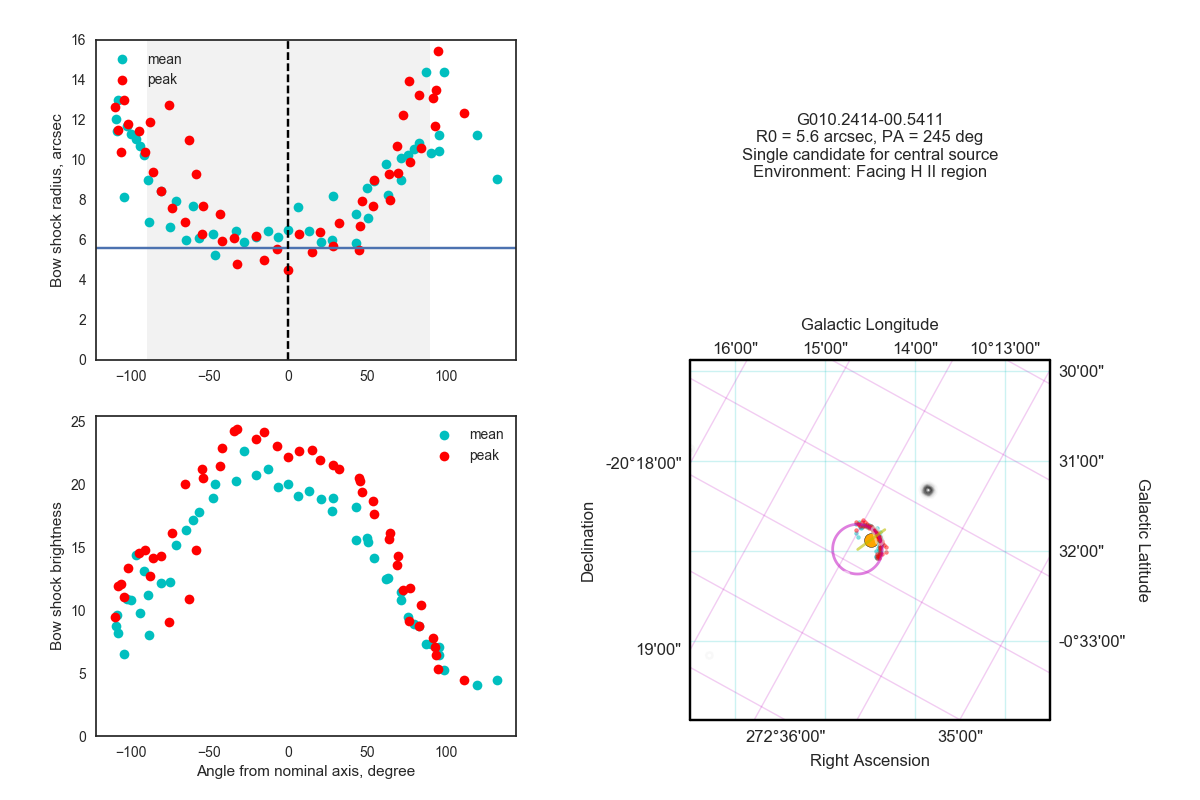 16
14
12
10
8
6
4
2
0
mean
peak
Bow shock radius, arcsec
−100
−50
0
50
100
G010.2414-00.5411
R0 = 5.6 arcsec, PA = 245 deg
Single candidate for central source
Environment: Facing H II region
25
20
15
10
5
0
mean
peak
Bow shock brightness
−100
−50
0
50
100
Angle from nominal axis, degree
Galactic Longitude
16'00"
15'00"
14'00"
10°13'00"
30'00"
31'00"
32'00"
-0°33'00"
Galactic Latitude
-20°18'00"
19'00"
Declination
272°36'00"
35'00"
Right Ascension